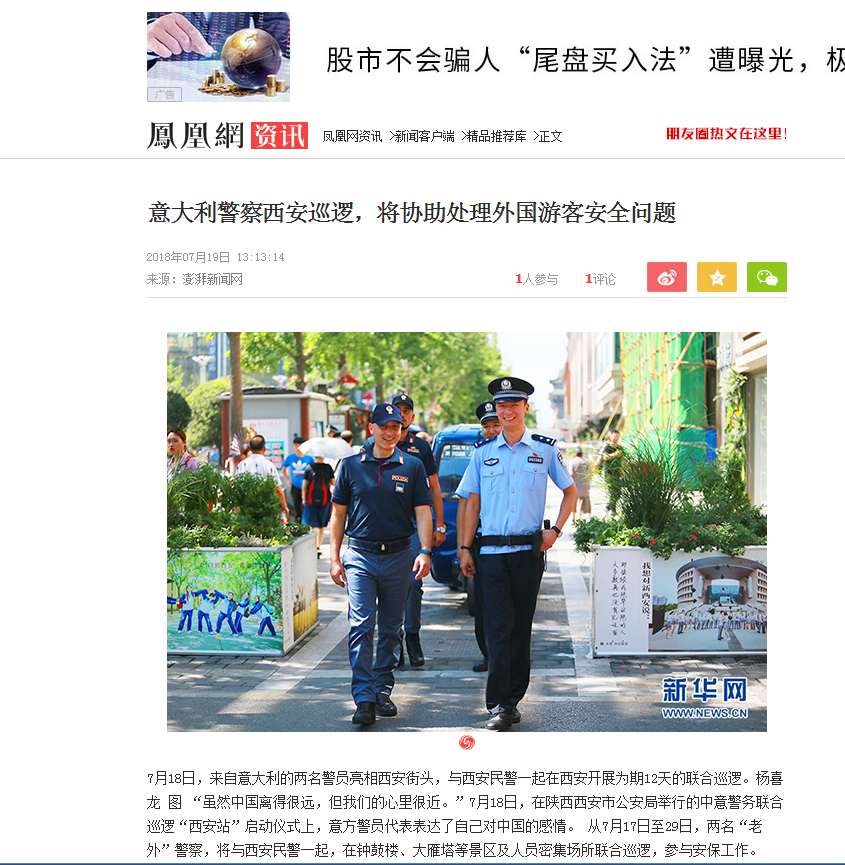 股市不会骗人“尾盘买入法”遭曝光，极
广告
鳳凰網 资讯 凤凰网资讯 >新闻客户端 >精品推荐库 >正文
朋友圈热文在这里!
意大利警察西安巡逻，将协助处理外国游客安全问题
2018年07月19日 13:13:14
来源：澎湃新闻网
1人参与 1评论
POLIZIA
我想对新西安说：
新华网
WWW.NEWS.CN
7月18日，来自意大利的两名警员亮相西安街头，与西安民警一起在西安开展为期12天的联合巡逻。杨喜
龙 图 “虽然中国离得很远，但我们的心里很近。”7月18日，在陕西西安市公安局举行的中意警务联合
巡逻“西安站”启动仪式上，意方警员代表表达了自己对中国的感情。 从7月17日至29日，两名“老
外”警察，将与西安民警一起，在钟鼓楼、大雁塔等景区及人员密集场所联合巡逻，参与安保工作。